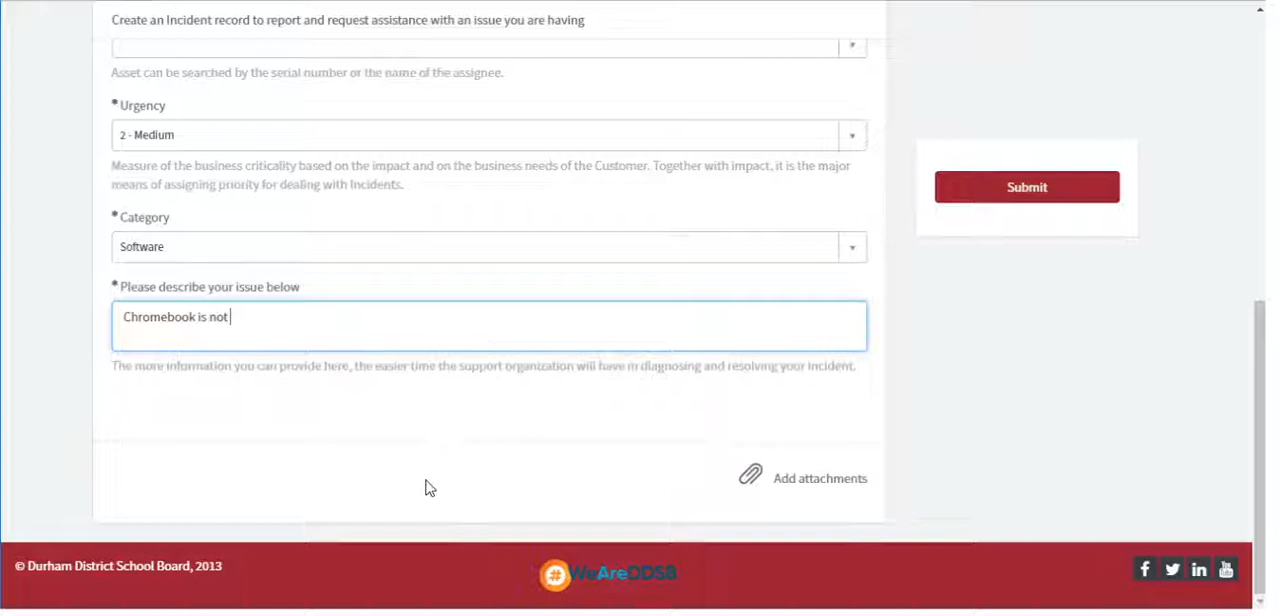 Create an Incident record to report and request assistance with an issue you are having
Asset can be searched by the serial number or the name of the assignee.
* Urgency
2 - Medium
Measure of the business criticality based on the impact and on the business needs of the Customer. Together with impact, it is the major
means of assigning priority for dealing with Incidents.
Submit
* Category
Software
* Please describe your issue below
Chromebook is not
The more information you can provide here, the easier time the support organization will have in diagnosing and resolving your incident.
Add attachments
© Durham District School Board, 2013
# WeAreDDSB
f in You Tube